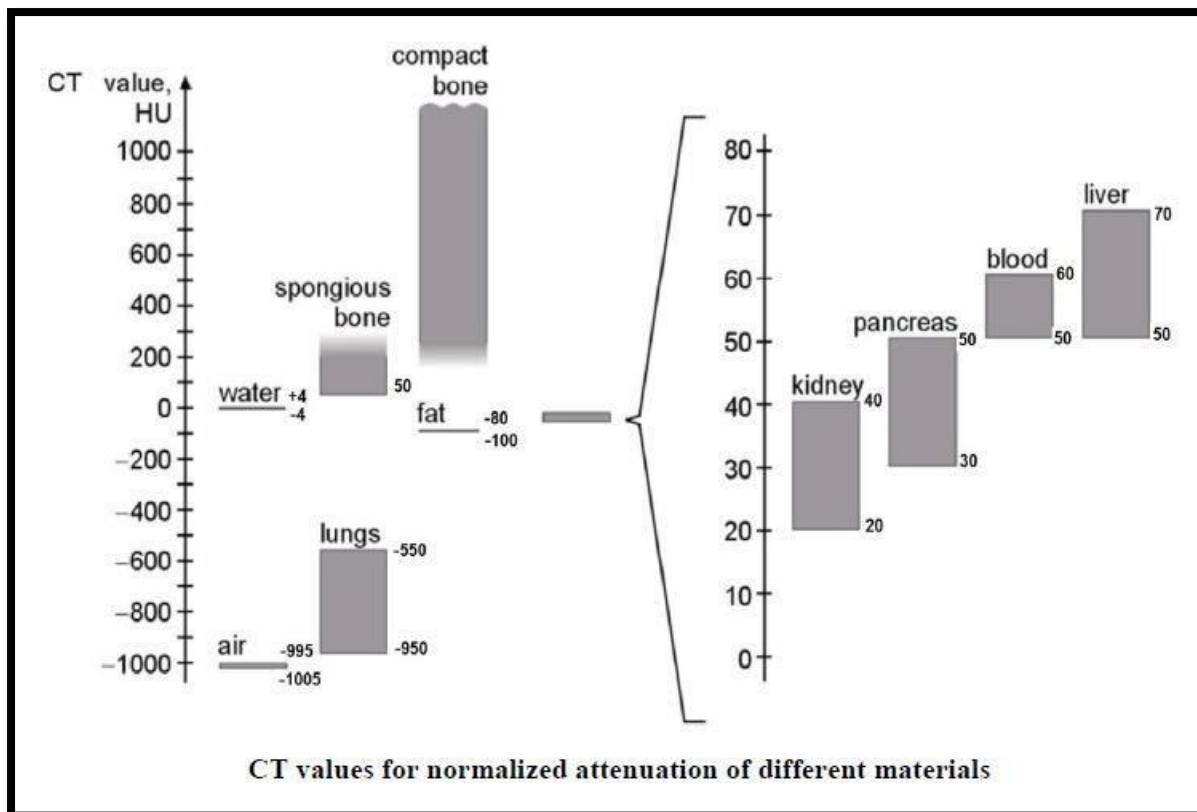 CT value,
HU
1000
800
600
400
200
0
−200
−400
−600
−800
−1000
compact
bone
spongious
bone
50
water +4
-4
fat -80
-100
lungs
-550
-950
air
-995
-1005
80
70
60
50
40
30
20
10
0
liver
70
50
blood
60
50
pancreas
50
30
kidney
40
20
CT values for normalized attenuation of different materials